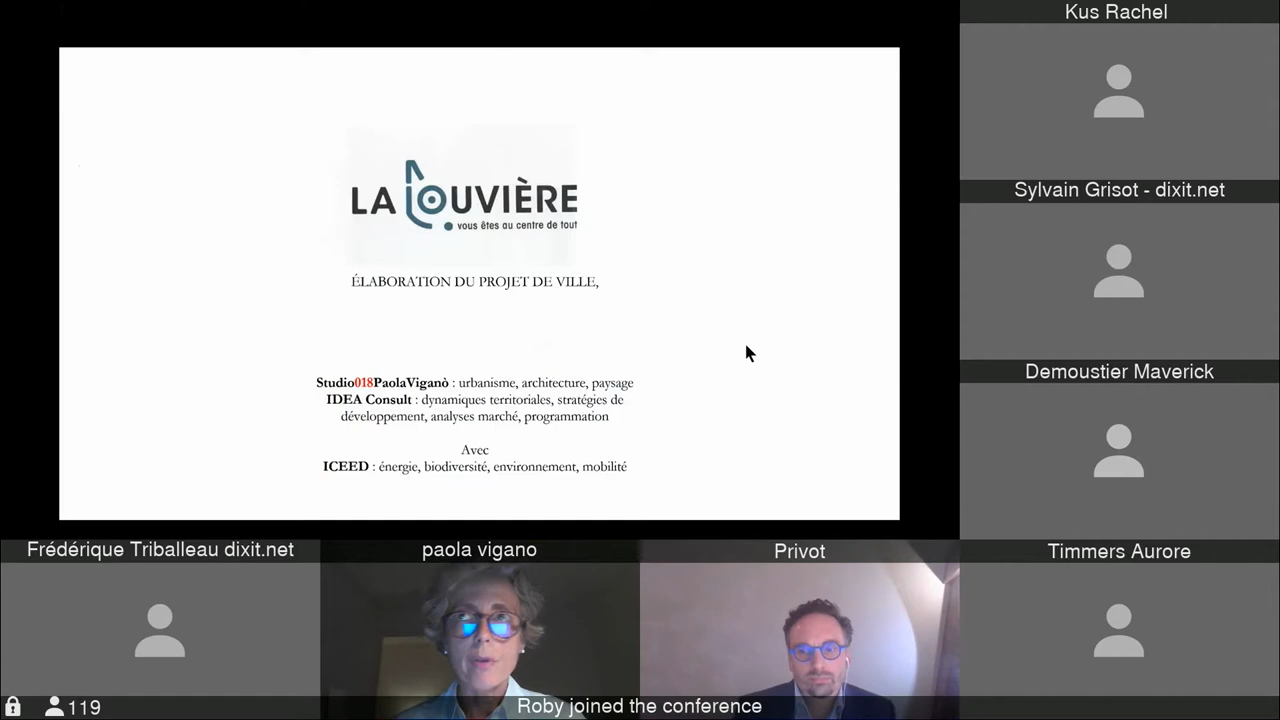 Kus Rachel
LA LOUVIÈRE
vous êtes au centre de tout
ÉLABORATION DU PROJET DE VILLE,
Studio018PaolaViganò : urbanisme, architecture, paysage
IDEA Consult : dynamiques territoriales, stratégies de
développement, analyses marché, programmation
Avec
ICEED : énergie, biodiversité, environnement, mobilité
Sylvain Grisot - dixit.net
Demoustier Maverick
Frédérique Triballeau dixit.net
paola vigano
Privot
Timmers Aurore
119
Roby joined the conference